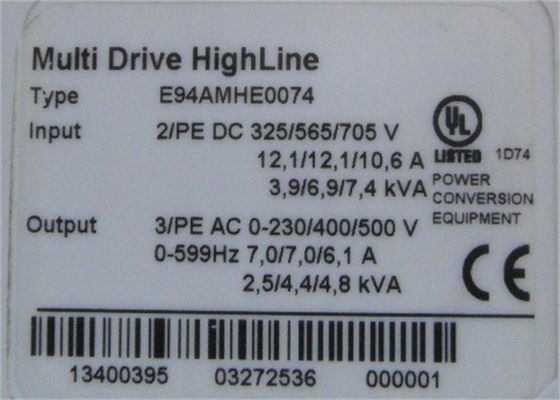 Multi Drive HighLine
Type E94AMHE0074
Input 2/PE DC 325/565/705 V
12,1/12,1/10,6 A
3,9/6,9/7,4 kVA
UL
LISTED 1D74
POWER
CONVERSION
EQUIPMENT
Output 3/PE AC 0-230/400/500 V
0-599Hz 7,0/7,0/6,1 A
2,5/4,4/4,8 kVA
CE
13400395 03272536 000001